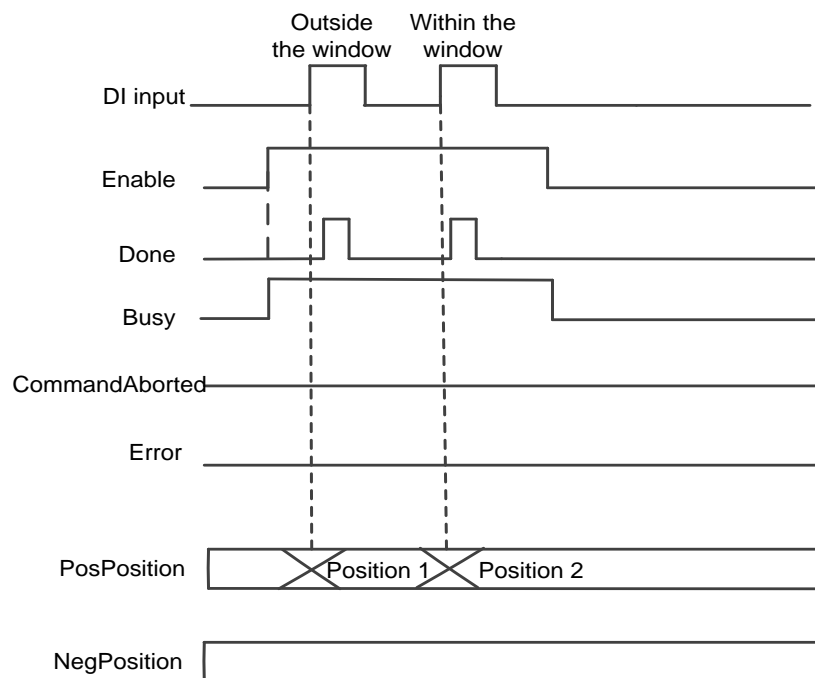 Outside the window
Within the window
DI input
Enable
Done
Busy
CommandAborted
Error
PosPosition
Position 1
Position 2
NegPosition